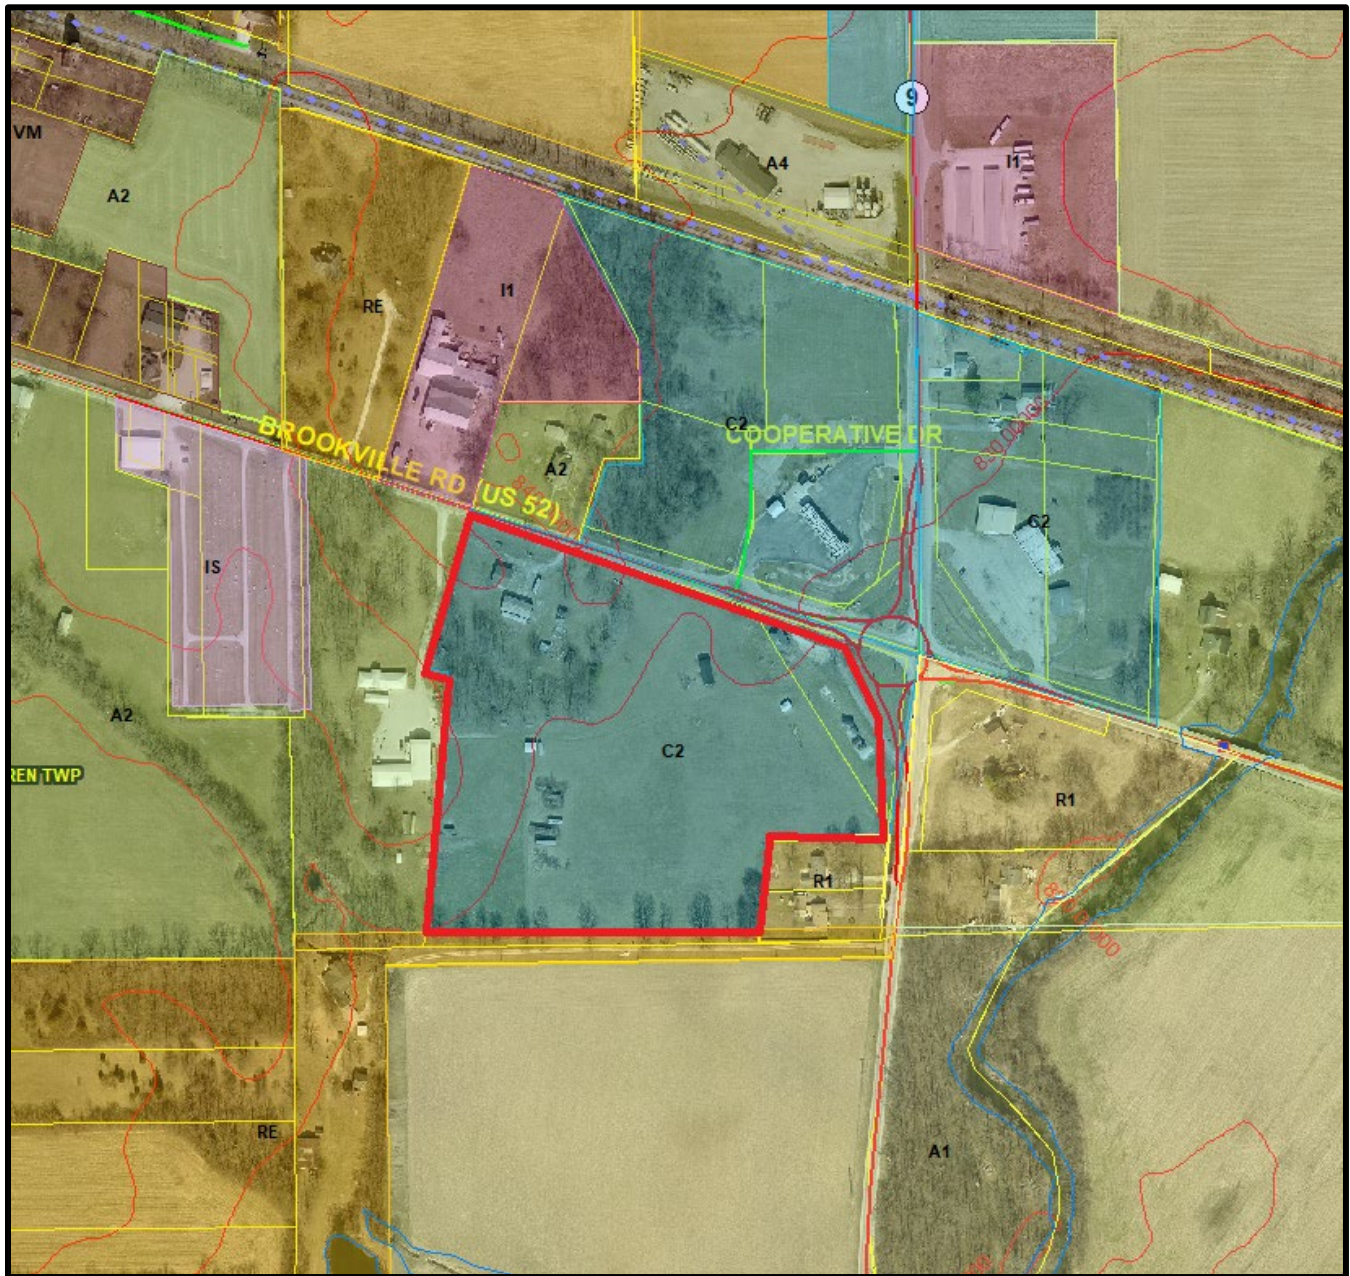 9
VM
A4
I1
A2
I1
RE
C2
COOPERATIVE DR
BROOKVILLE RD (US 52)
A2
C2
IS
A2
C2
REN TWP
R1
R1
RE
A1